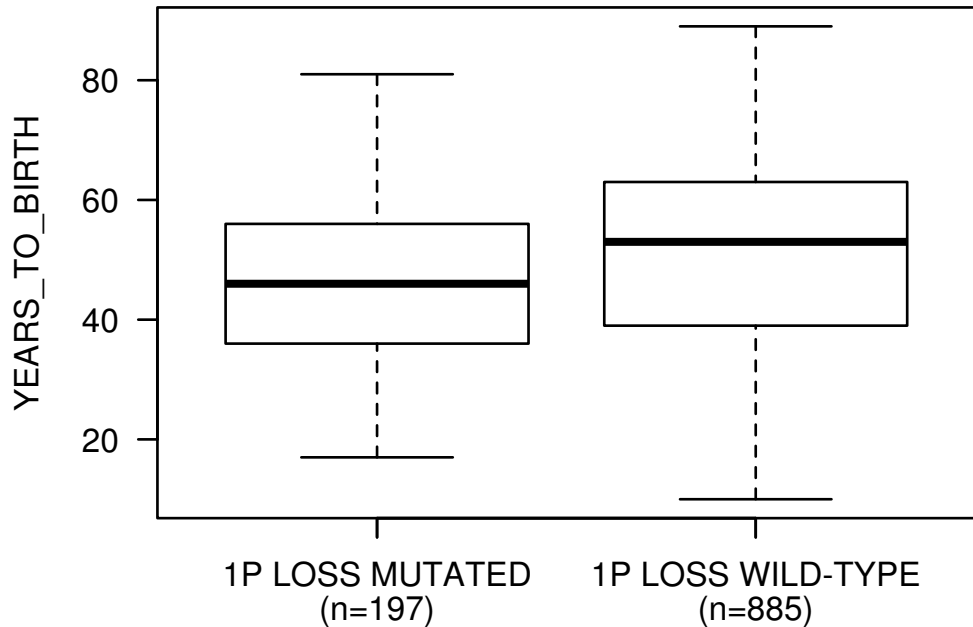 YEARS_TO_BIRTH
80
60
40
20
1P LOSS MUTATED
(n=197)
1P LOSS WILD-TYPE
(n=885)